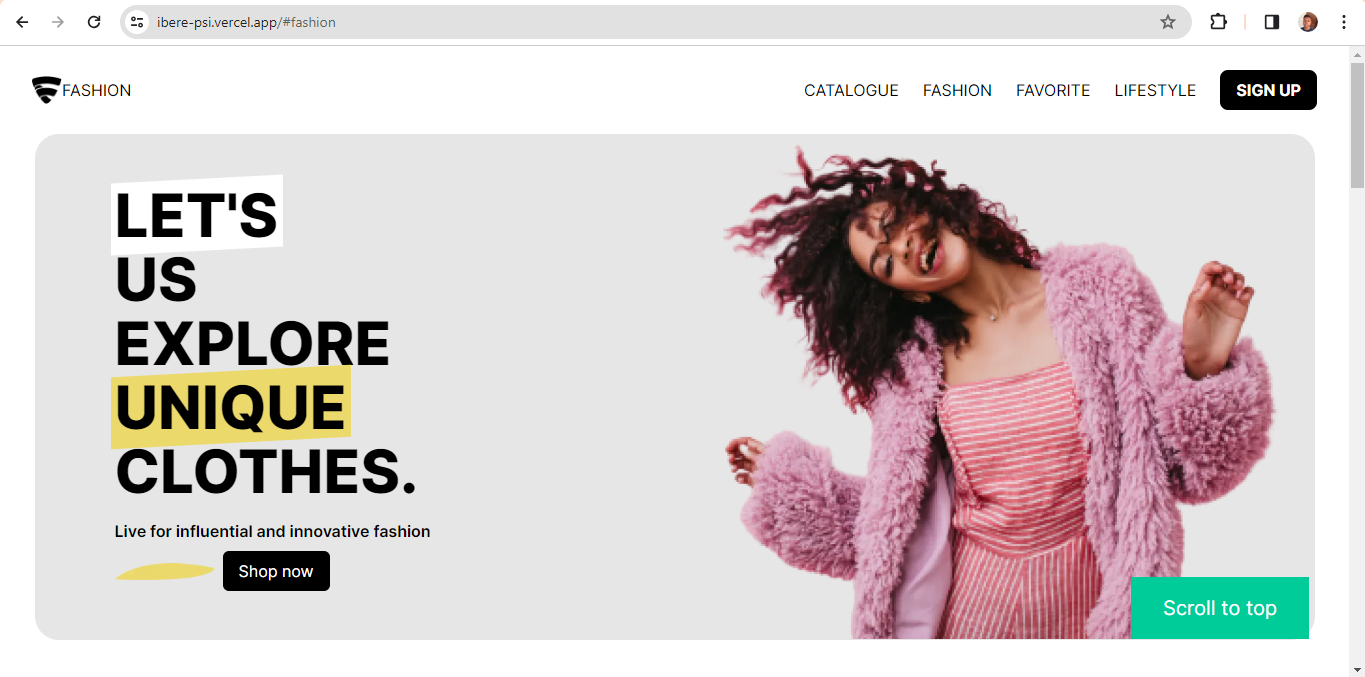 ibere-psi.vercel.app/#fashion
FASHION
CATALOGUE FASHION FAVORITE LIFESTYLE SIGN UP
LET'S
US
EXPLORE
UNIQUE
CLOTHES.
Live for influential and innovative fashion
Shop now
Scroll to top